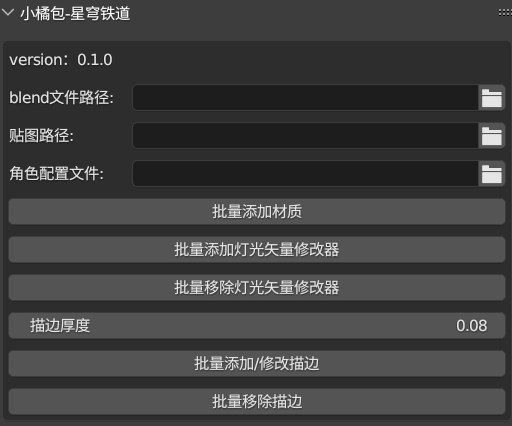 小橘包-星穹铁道
version：0.1.0
blend文件路径:
贴图路径:
角色配置文件:
批量添加材质
批量添加灯光矢量修改器
批量移除灯光矢量修改器
描边厚度 0.08
批量添加/修改描边
批量移除描边